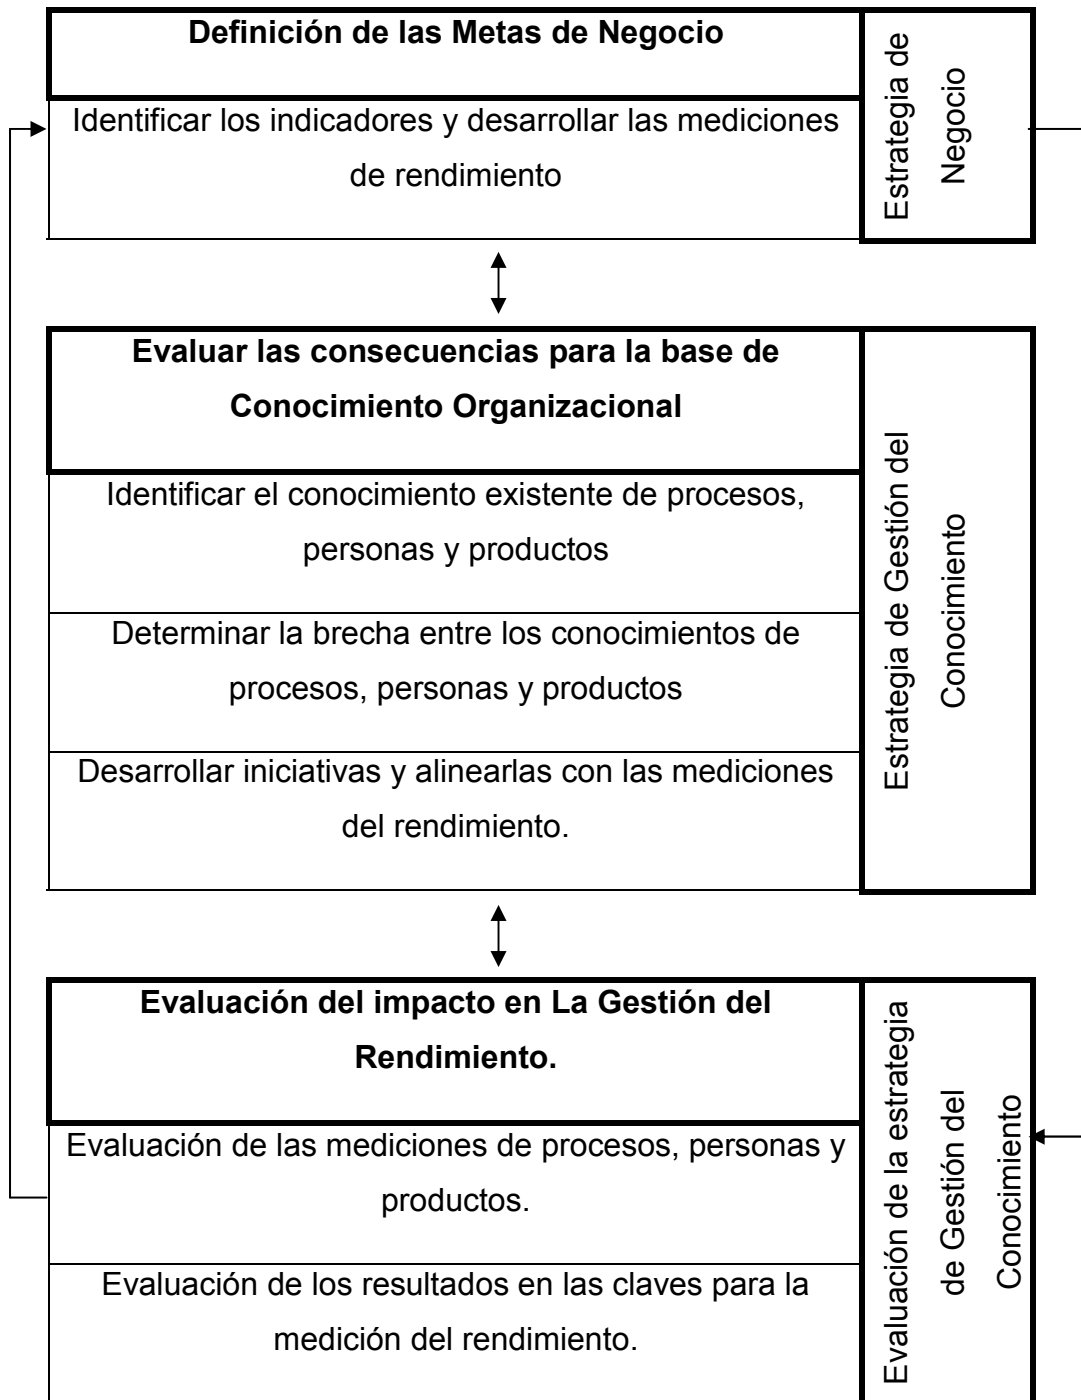 Definición de las Metas de Negocio
Identificar los indicadores y desarrollar las mediciones
de rendimiento
Estrategia de
Negocio
Evaluar las consecuencias para la base de
Conocimiento Organizacional
Identificar el conocimiento existente de procesos,
personas y productos
Determinar la brecha entre los conocimientos de
procesos, personas y productos
Desarrollar iniciativas y alinearlas con las mediciones
del rendimiento.
Estrategia de Gestión del
Conocimiento
Evaluación del impacto en La Gestión del
Rendimiento.
Evaluación de las mediciones de procesos, personas y
productos.
Evaluación de los resultados en las claves para la
medición del rendimiento.
Evaluación de la estrategia
de Gestión del
Conocimiento